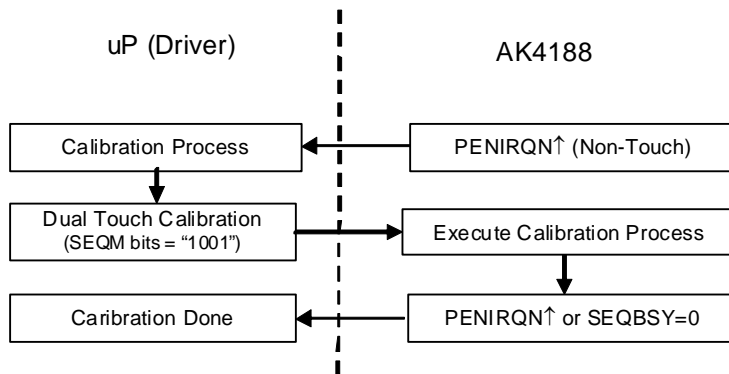 uP (Driver)
AK4188
Calibration Process
PENIRQN↑ (Non-Touch)
Dual Touch Calibration
(SEQM bits = “1001”)
Execute Calibration Process
Caribration Done
PENIRQN↑ or SEQBSY=0